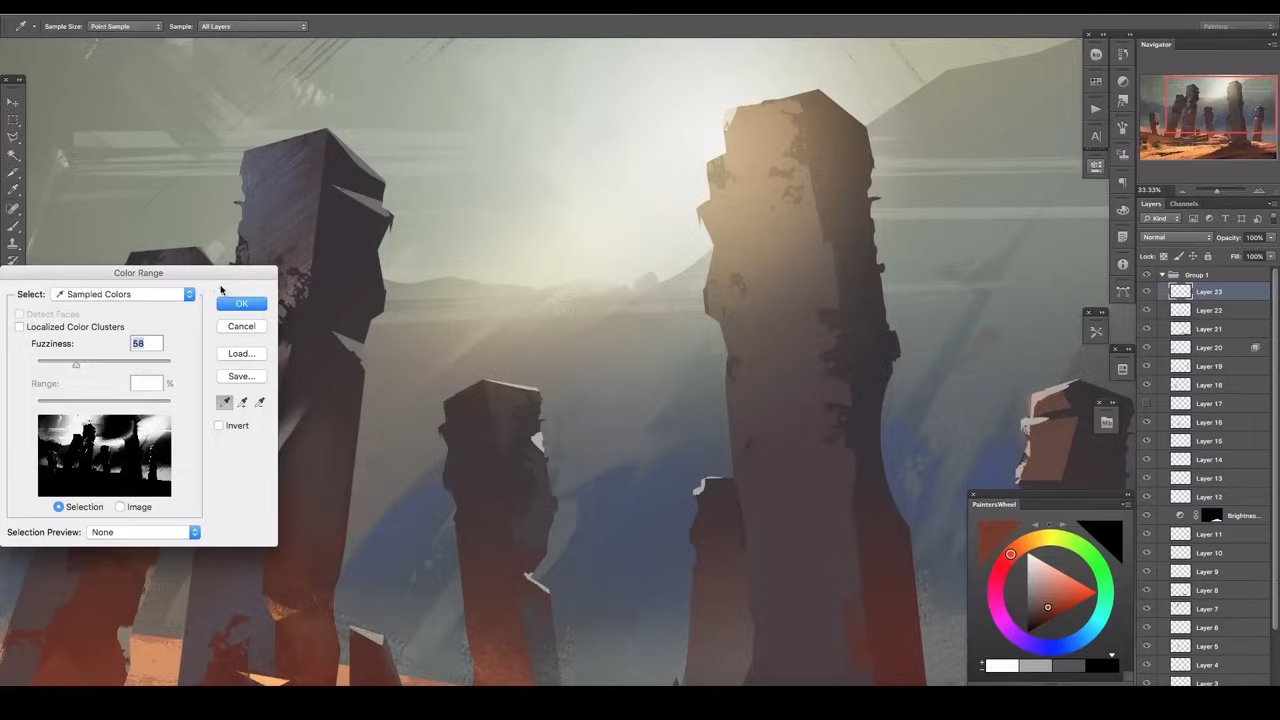 Sample Size: Point Sample Sample: All Layers
Painting
Navigator
33.33%
Layers Channels
Kind
Normal Opacity: 100%
Lock: Fill: 100%
Group 1
Layer 23
Layer 22
Layer 21
Layer 20
Layer 19
Layer 18
Layer 17
Layer 16
Layer 15
Layer 14
Layer 13
Layer 12
Brightnes...
Layer 11
Layer 10
Layer 9
Layer 8
Layer 7
Layer 6
Layer 5
Layer 4
Layer 3
Color Range
Select: Sampled Colors
OK
Detect Faces
Localized Color Clusters
Cancel
Fuzziness: 58
Load...
Save...
Range: %
Invert
Selection Image
Selection Preview: None
PaintersWheel